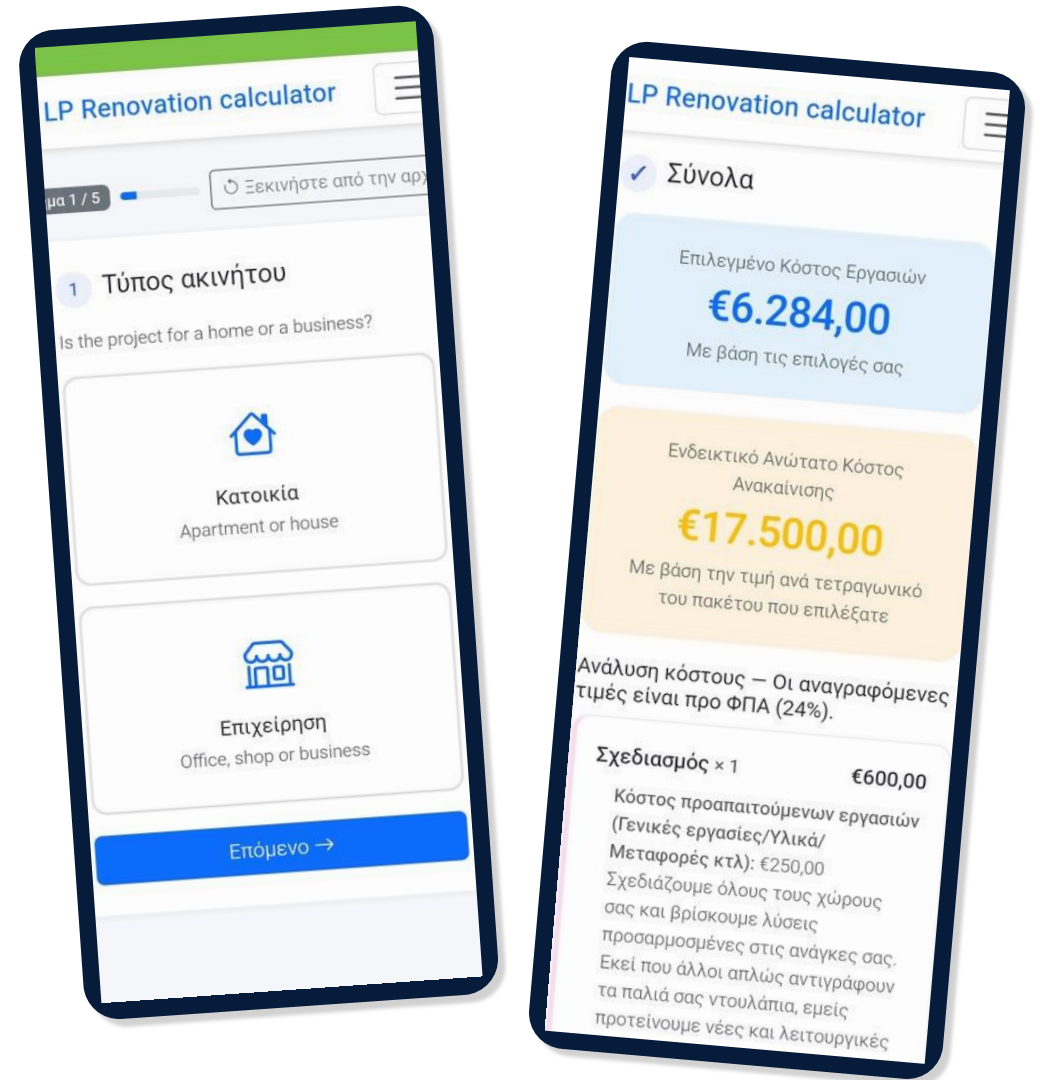 LP Renovation calculator
μα 1 / 5
Ξεκινήστε από την αρχ
1
Τύπος ακινήτου
Is the project for a home or a business?
Κατοικία
Apartment or house
Επιχείρηση
Office, shop or business
Επόμενο →
LP Renovation calculator
✓ Σύνολα
Επιλεγμένο Κόστος Εργασιών
€6.284,00
Με βάση τις επιλογές σας
Ενδεικτικό Ανώτατο Κόστος
Ανακαίνισης
€17.500,00
Με βάση την τιμή ανά τετραγωνικό
του πακέτου που επιλέξατε
Ανάλυση κόστους — Οι αναγραφόμενες
τιμές είναι προ ΦΠΑ (24%).
Σχεδιασμός × 1 €600,00
Κόστος προαπαιτούμενων εργασιών
(Γενικές εργασίες/Υλικά/
Μεταφορές κτλ): €250,00
Σχεδιάζουμε όλους τους χώρους
σας και βρίσκουμε λύσεις
προσαρμοσμένες στις ανάγκες σας.
Εκεί που άλλοι απλώς αντιγράφουν
τα παλιά σας ντουλάπια, εμείς
προτείνουμε νέες και λειτουργικές